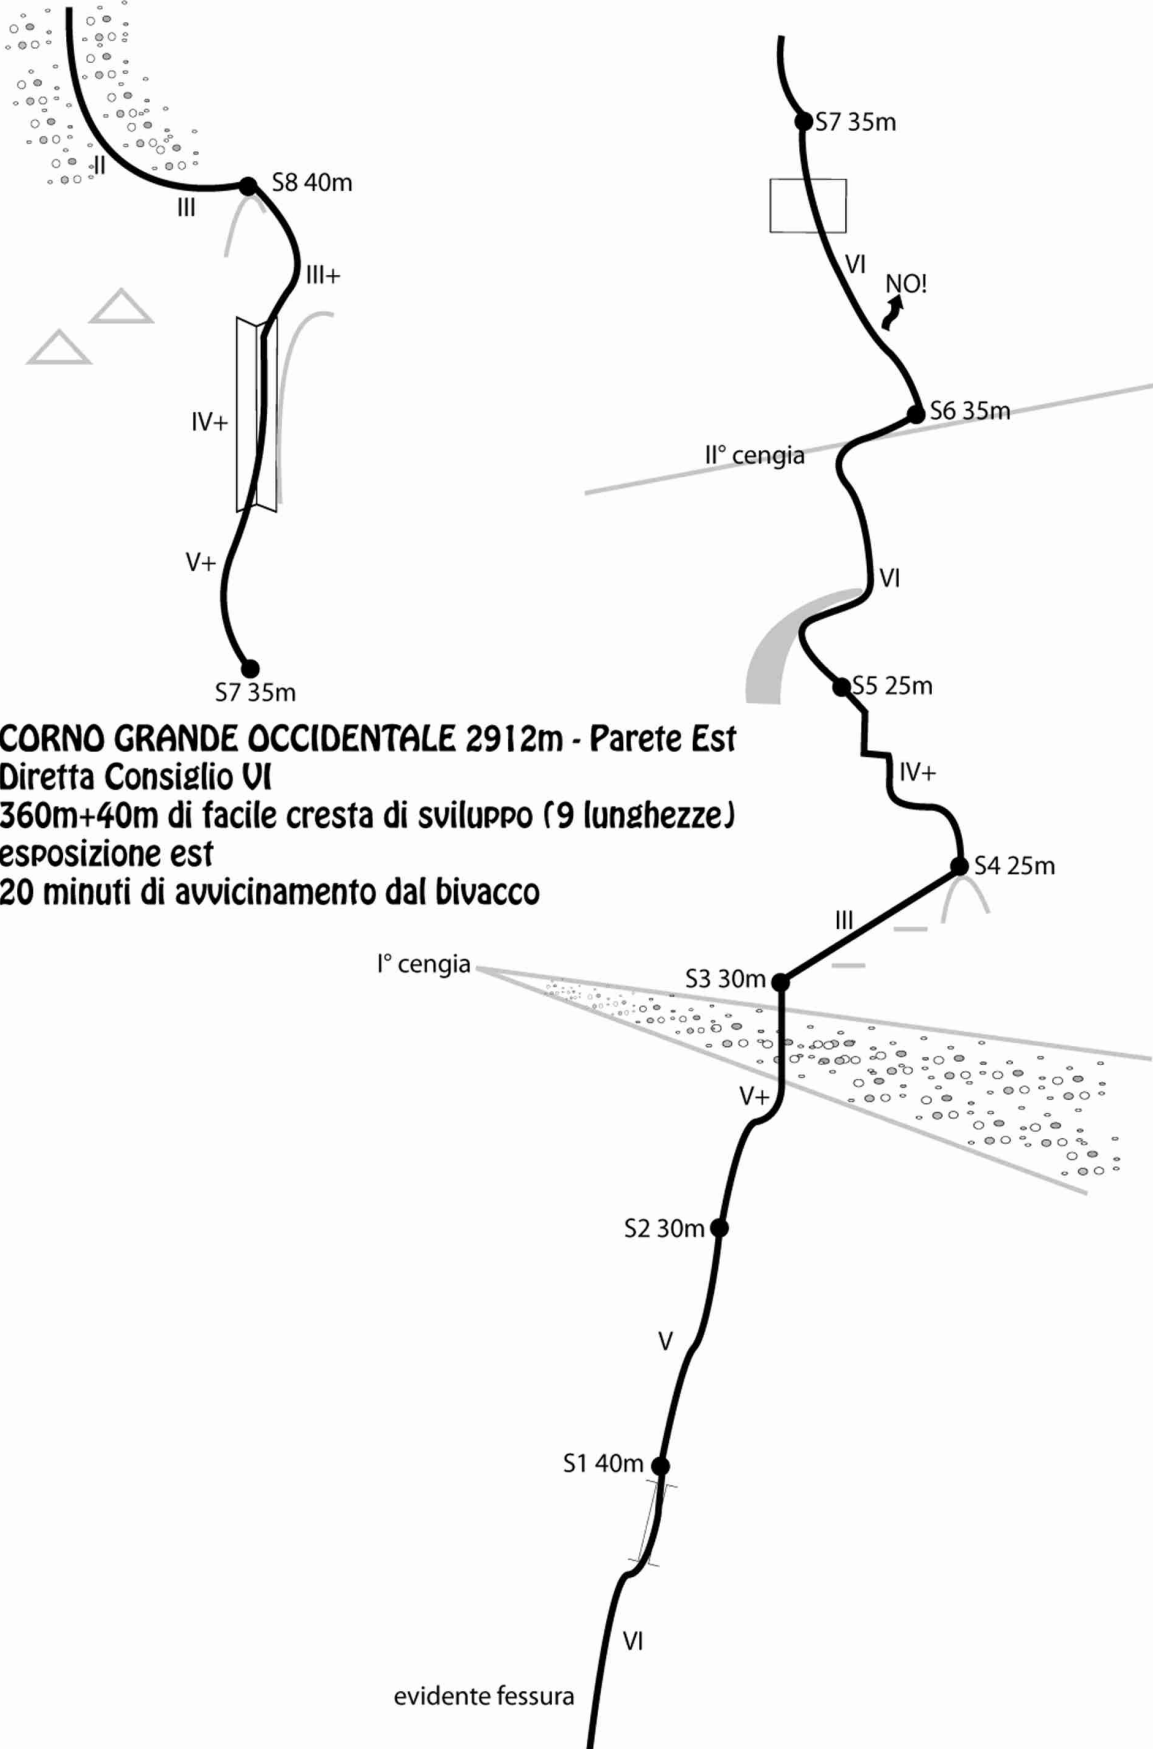 II
S8 40m
III
III+
IV+
V+
S7 35m
S7 35m
VI
NO!
S6 35m
II° cengia
VI
S5 25m
CORNO GRANDE OCCIDENTALE 2912m - Parete Est
Diretta Consiglio VI
360m+40m di facile cresta di sviluppo (9 lunghezze)
esposizione est
20 minuti di avvicinamento dal bivacco
IV+
S4 25m
III
I° cengia
S3 30m
V+
S2 30m
V
S1 40m
VI
evidente fessura